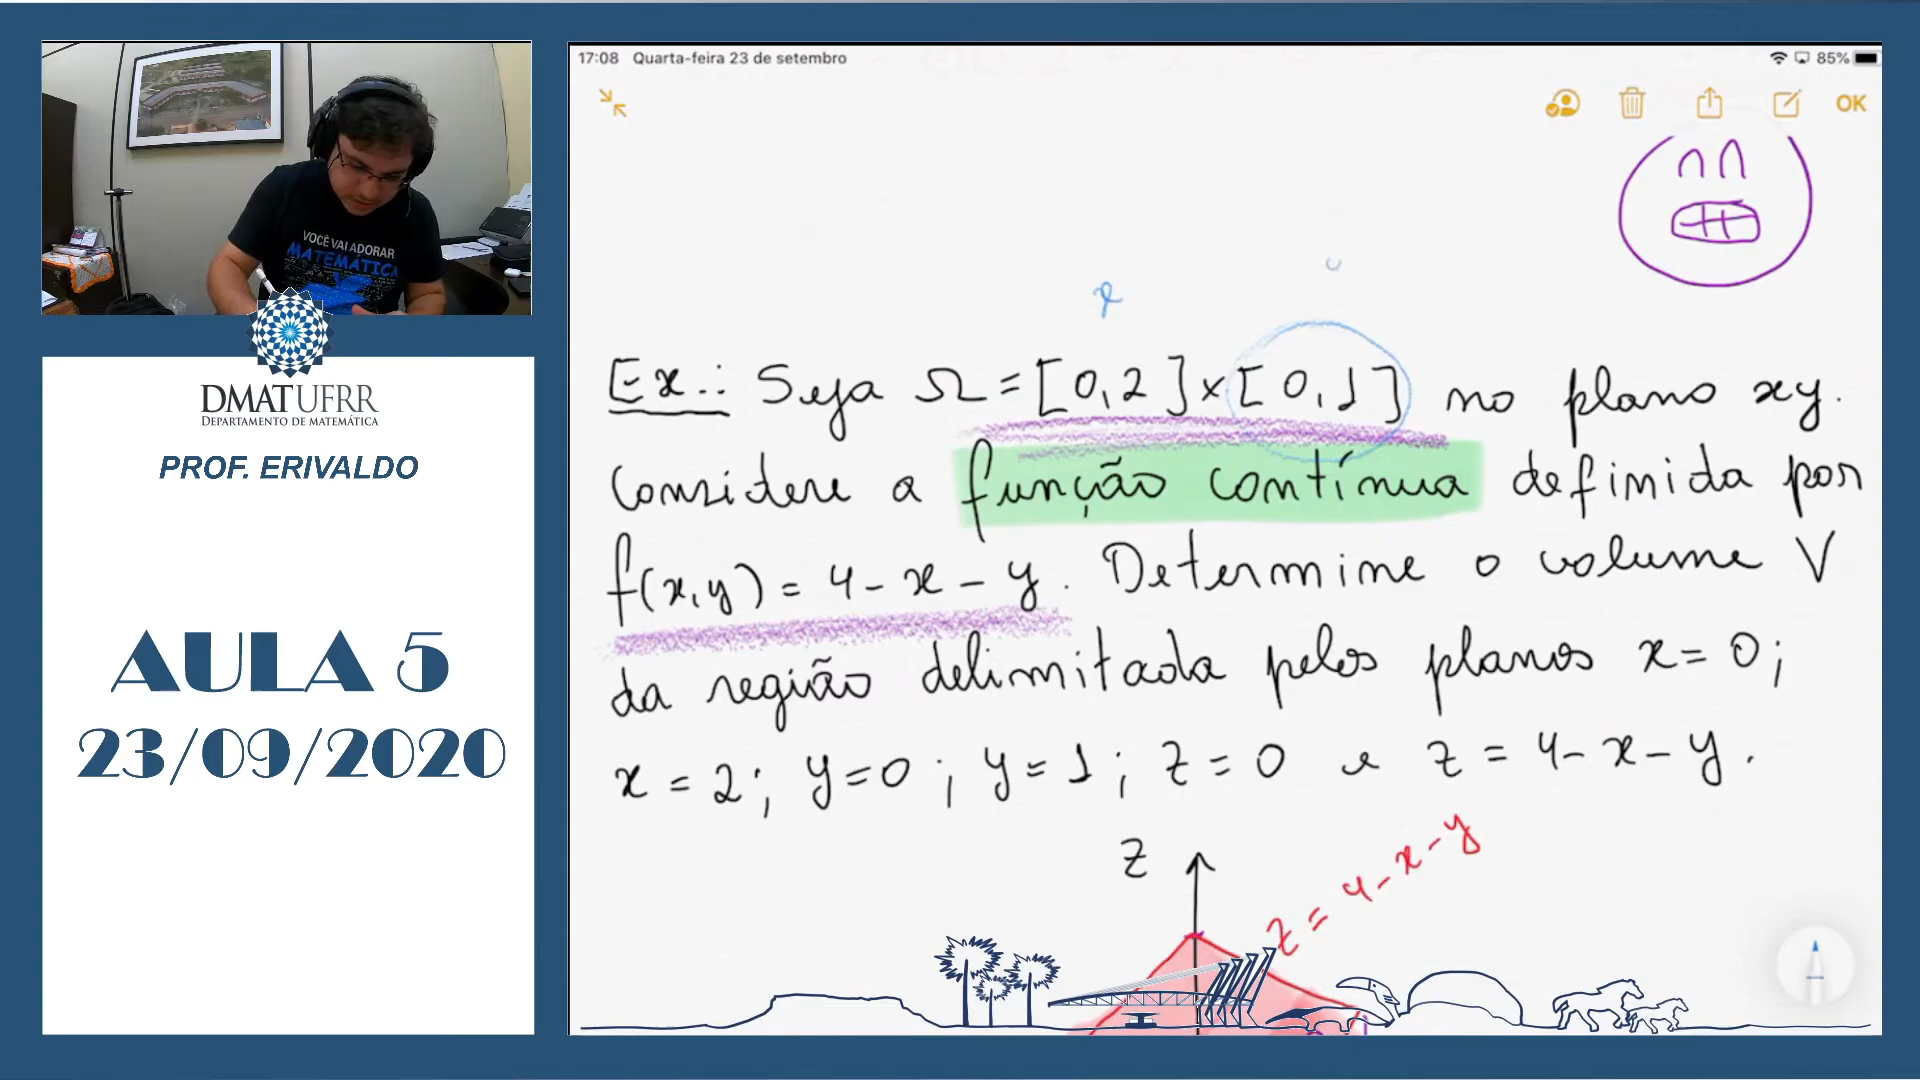 17:08 Quarta-feira 23 de setembro
85%
OK
VOCÊ VAI ADORAR
MATEMÁTICA
x
Ex.: Seja Ω = [0,2] × [0,1] no plano xy.
Considere a função contínua definida por
f(x,y) = 4 - x - y. Determine o volume V
da região delimitada pelos planos x = 0;
x = 2; y = 0; y = 1; z = 0 e z = 4 - x - y.
z
z = 4 - x - y
DMATUFRR
DEPARTAMENTO DE MATEMÁTICA
PROF. ERIVALDO
AULA 5
23/09/2020